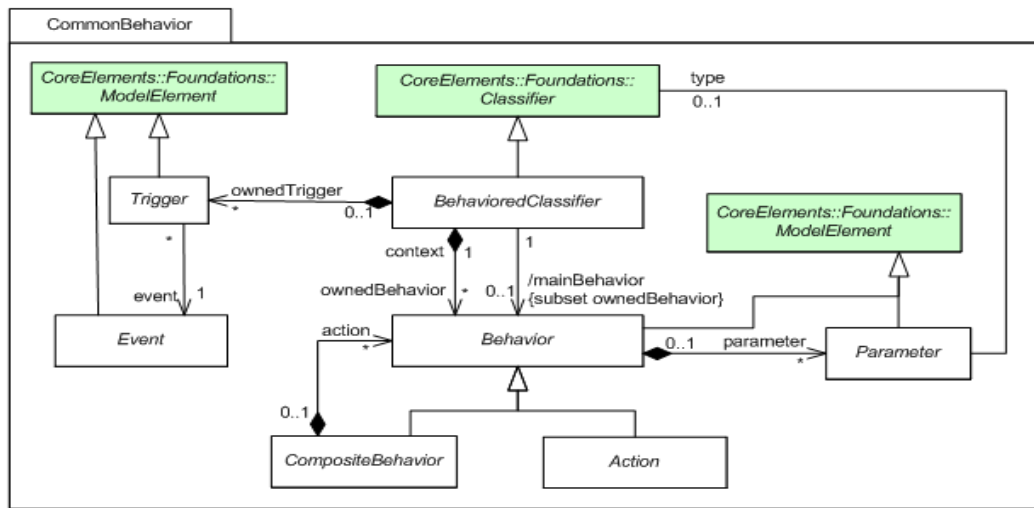 CommonBehavior
CoreElements::Foundations::
ModelElement
CoreElements::Foundations::
Classifier
type
0..1
Trigger
ownedTrigger
*
0..1
BehavioredClassifier
CoreElements::Foundations::
ModelElement
*
event
1
context
1
ownedBehavior
*
1
/mainBehavior
0..1
{subset ownedBehavior}
Event
action
*
Behavior
0..1
parameter
*
Parameter
0..1
CompositeBehavior
Action